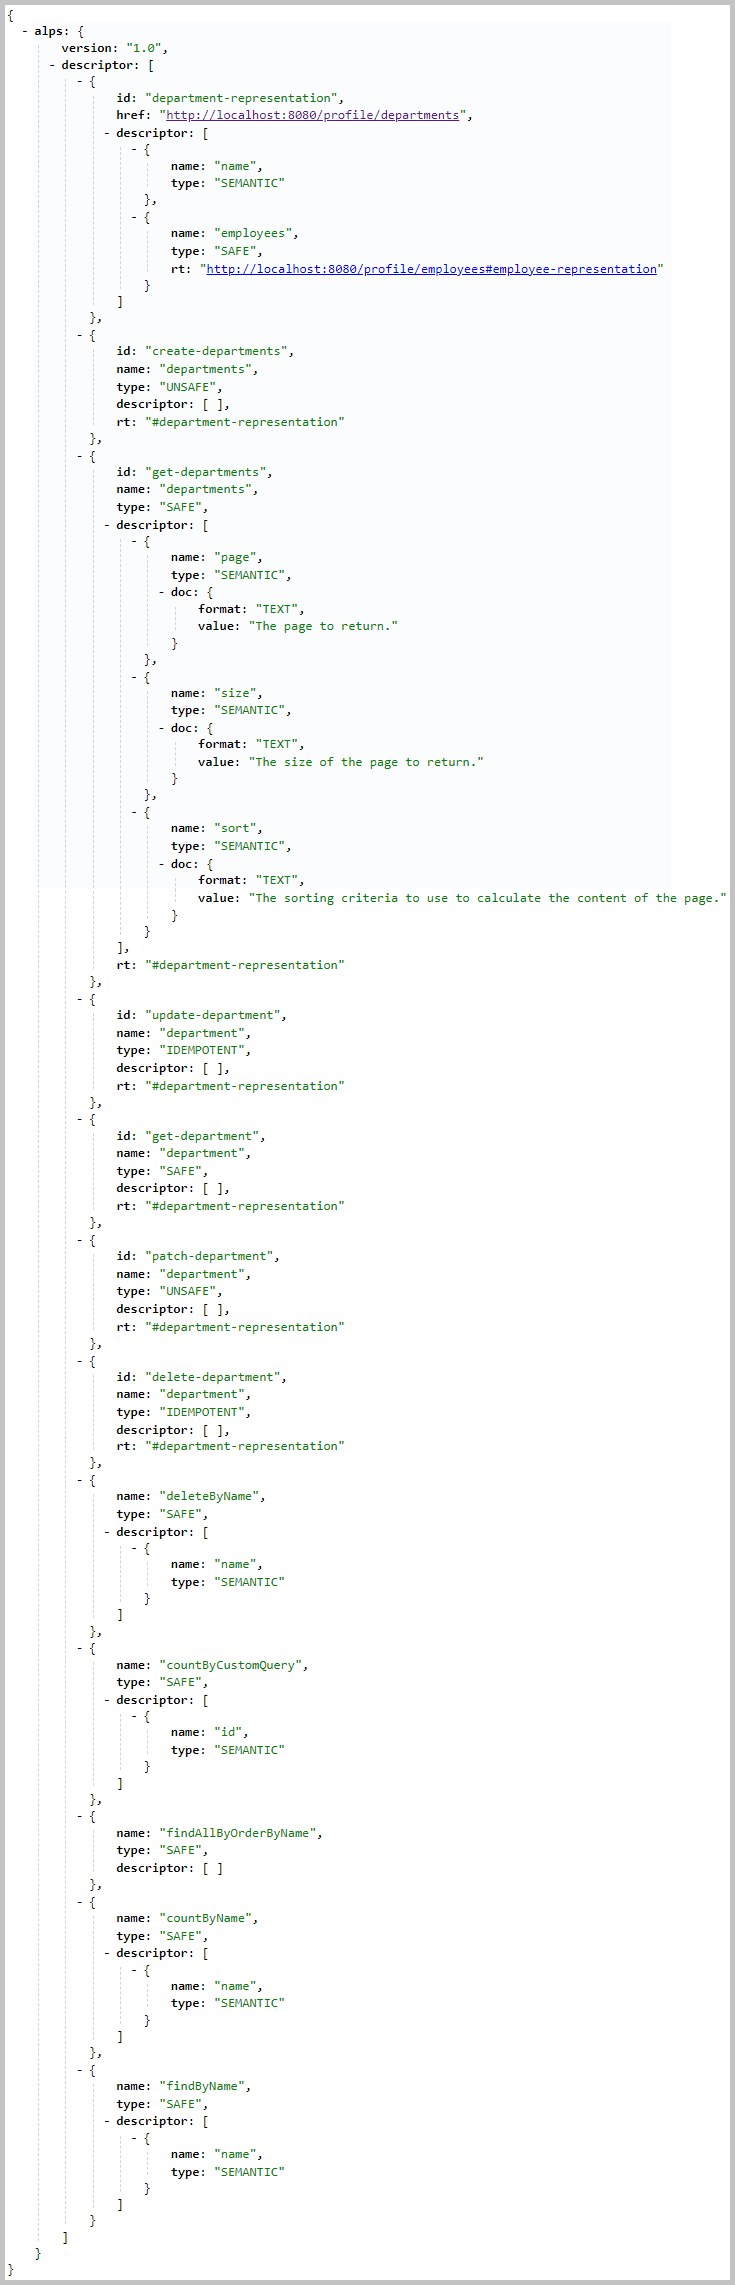 {
- alps: {
version: "1.0",
- descriptor: [
- {
id: "department-representation",
href: "http://localhost:8080/profile/departments",
- descriptor: [
- {
name: "name",
type: "SEMANTIC"
},
- {
name: "employees",
type: "SAFE",
rt: "http://localhost:8080/profile/employees#employee-representation"
}
]
},
- {
id: "create-departments",
name: "departments",
type: "UNSAFE",
descriptor: [ ],
rt: "#department-representation"
},
- {
id: "get-departments",
name: "departments",
type: "SAFE",
- descriptor: [
- {
name: "page",
type: "SEMANTIC",
- doc: {
format: "TEXT",
value: "The page to return."
}
},
- {
name: "size",
type: "SEMANTIC",
- doc: {
format: "TEXT",
value: "The size of the page to return."
}
},
- {
name: "sort",
type: "SEMANTIC",
- doc: {
format: "TEXT",
value: "The sorting criteria to use to calculate the content of the page."
}
}
],
rt: "#department-representation"
},
- {
id: "update-department",
name: "department",
type: "IDEMPOTENT",
descriptor: [ ],
rt: "#department-representation"
},
- {
id: "get-department",
name: "department",
type: "SAFE",
descriptor: [ ],
rt: "#department-representation"
},
- {
id: "patch-department",
name: "department",
type: "UNSAFE",
descriptor: [ ],
rt: "#department-representation"
},
- {
id: "delete-department",
name: "department",
type: "IDEMPOTENT",
descriptor: [ ],
rt: "#department-representation"
},
- {
name: "deleteByName",
type: "SAFE",
- descriptor: [
- {
name: "name",
type: "SEMANTIC"
}
]
},
- {
name: "countByCustomQuery",
type: "SAFE",
- descriptor: [
- {
name: "id",
type: "SEMANTIC"
}
]
},
- {
name: "findAllByOrderByName",
type: "SAFE",
descriptor: [ ]
},
- {
name: "countByName",
type: "SAFE",
- descriptor: [
- {
name: "name",
type: "SEMANTIC"
}
]
},
- {
name: "findByName",
type: "SAFE",
- descriptor: [
- {
name: "name",
type: "SEMANTIC"
}
]
}
]
}
}